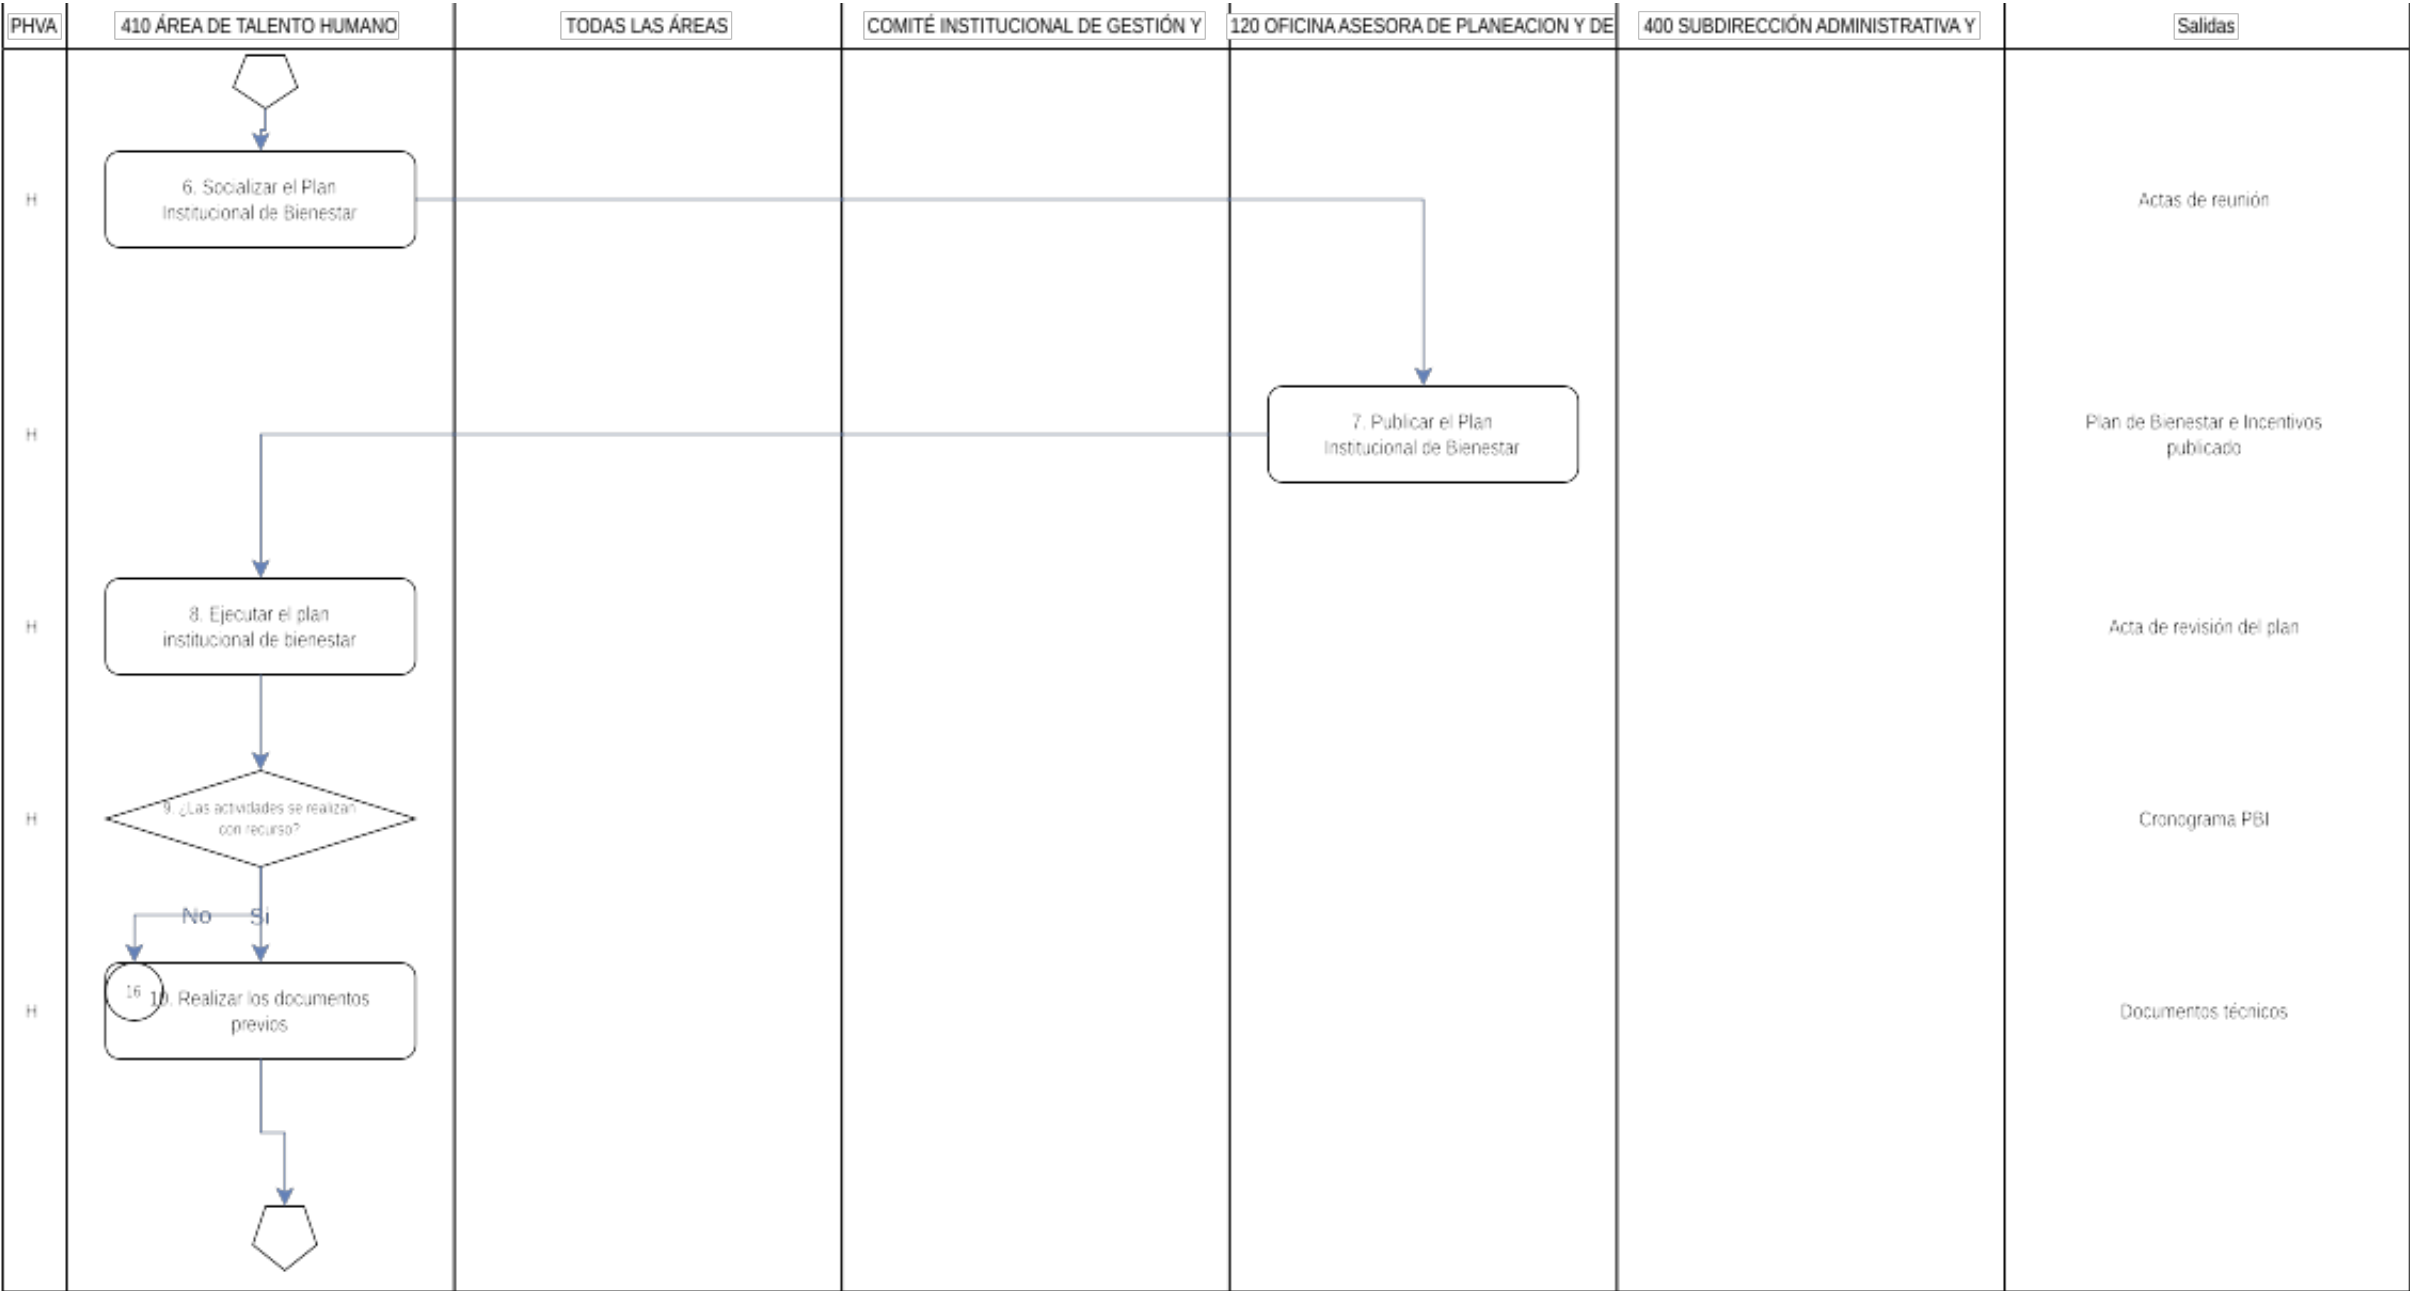 PHVA
410 ÁREA DE TALENTO HUMANO
TODAS LAS ÁREAS
COMITÉ INSTITUCIONAL DE GESTIÓN Y
120 OFICINA ASESORA DE PLANEACION Y DE
400 SUBDIRECCIÓN ADMINISTRATIVA Y
Salidas
H
6. Socializar el Plan
Institucional de Bienestar
Actas de reunión
H
7. Publicar el Plan
Institucional de Bienestar
Plan de Bienestar e Incentivos
publicado
H
8. Ejecutar el plan
institucional de bienestar
Acta de revisión del plan
H
9. ¿Las actividades se realizan
con recurso?
Cronograma PBI
No
Si
H
16
10. Realizar los documentos
previos
Documentos técnicos